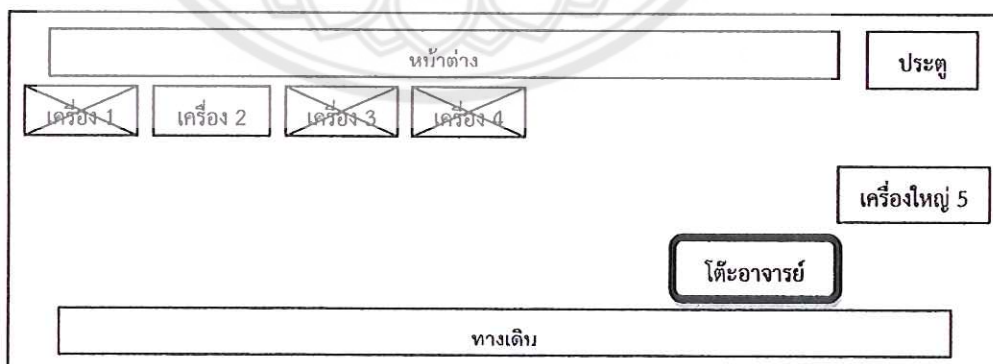 หน้าต่าง
ประตู
เครื่อง 1
เครื่อง 2
เครื่อง 3
เครื่อง 4
เครื่องใหญ่ 5
โต๊ะอาจารย์
ทางเดิน